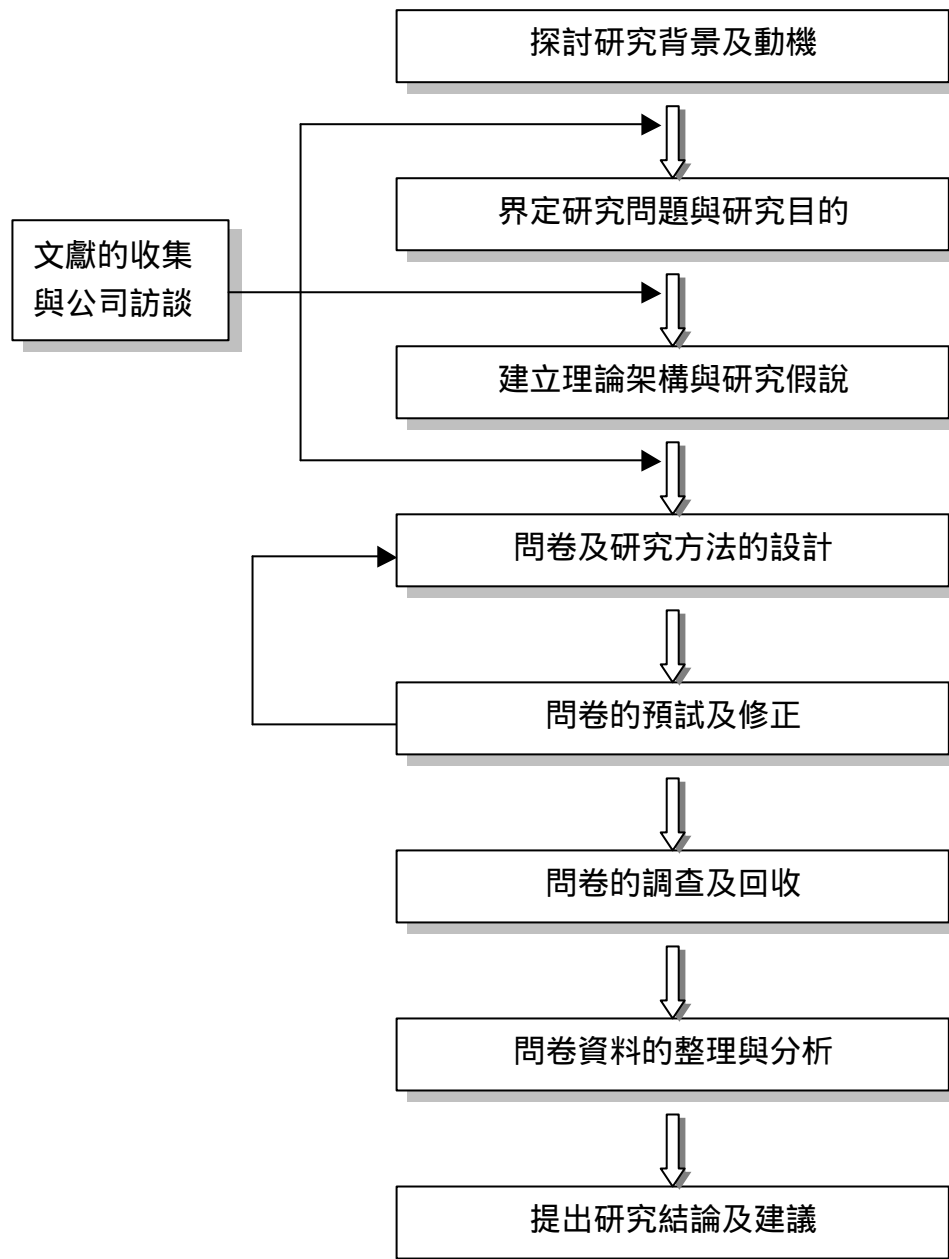 探討研究背景及動機
界定研究問題與研究目的
文獻的收集
與公司訪談
建立理論架構與研究假說
問卷及研究方法的設計
問卷的預試及修正
問卷的調查及回收
問卷資料的整理與分析
提出研究結論及建議